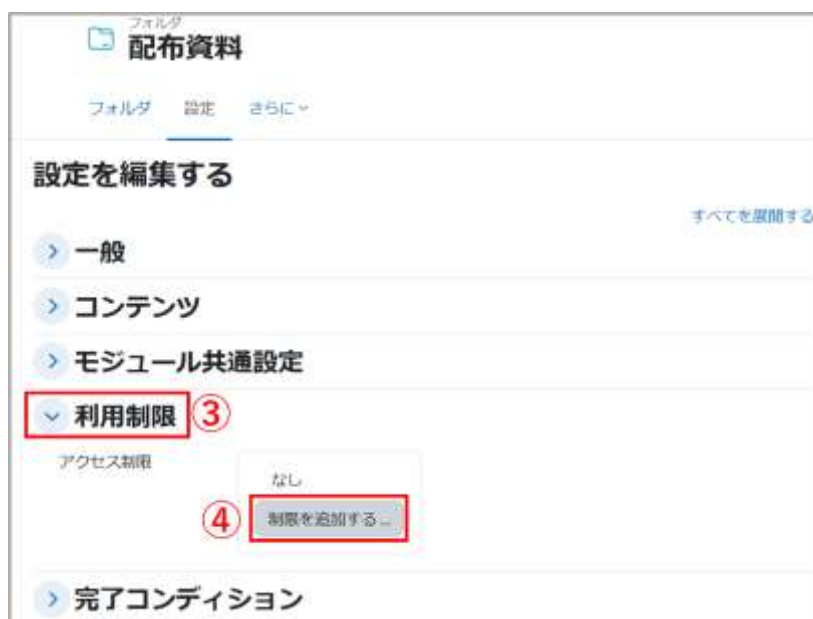 フォルダ
配布資料
フォルダ 設定 さらに
設定を編集する
すべてを展開する
一般
コンテンツ
モジュール共通設定
利用制限 ③
アクセス制限
なし
④ 制限を追加する ...
完了コンディション